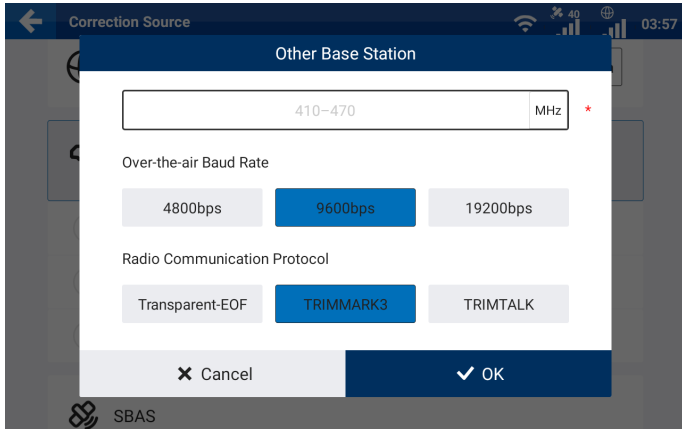 Correction Source
40
03:57
Other Base Station
410–470
MHz
*
Over-the-air Baud Rate
4800bps
9600bps
19200bps
Radio Communication Protocol
Transparent-EOF
TRIMMARK3
TRIMTALK
Cancel
OK
SBAS